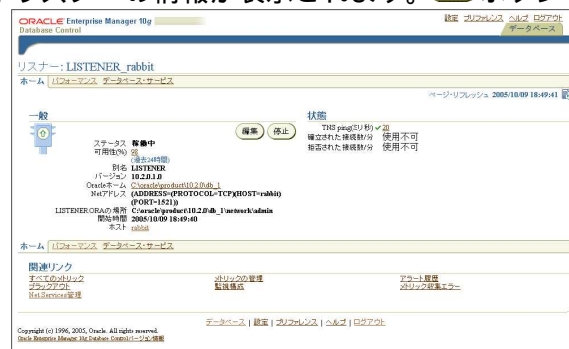 ORACLE Enterprise Manager 10g
Database Control
設定 プリファレンス ヘルプ ログアウト
データベース
リスナー: LISTENER_rabbit
ホーム パフォーマンス データベース・サービス
ページ・リフレッシュ 2005/10/09 18:49:41
一般
編集 停止
ステータス 稼働中
可用性(%) 98
(過去24時間)
別名 LISTENER
バージョン 10.2.0.1.0
Oracleホーム C:\oracle\product\10.2.0\db_1
Netアドレス (ADDRESS=(PROTOCOL=TCP)(HOST=rabbit)
(PORT=1521))
LISTENER.ORAの場所 C:\oracle\product\10.2.0\db_1\network\admin
開始時間 2005/10/09 18:49:40
ホスト rabbit
状態
TNS ping(ミリ秒) 20
確立された接続数/分 使用不可
拒否された接続数/分 使用不可
ホーム パフォーマンス データベース・サービス
関連リンク
すべてのメトリック メトリックの管理 アラート履歴
ブラックアウト 監視構成 メトリック収集エラー
Net Services管理
データベース | 設定 | プリファレンス | ヘルプ | ログアウト
Copyright (c) 1996, 2005, Oracle. All rights reserved.
Oracle Enterprise Manager 10g Database Controlバージョン情報